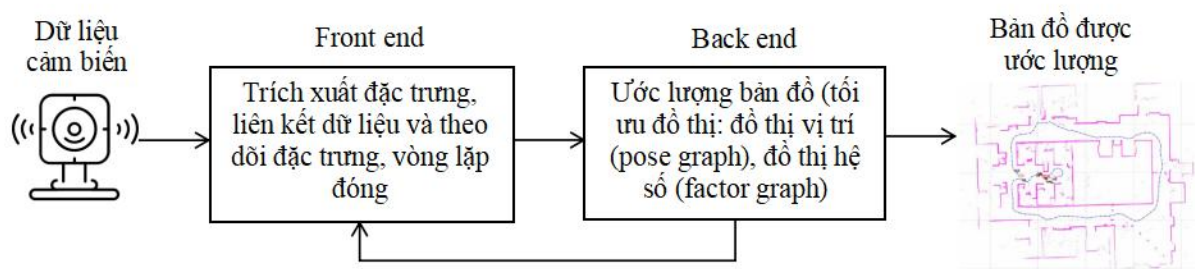 Dữ liệu
cảm biến
Front end
Trích xuất đặc trưng,
liên kết dữ liệu và theo
dõi đặc trưng, vòng lặp
đóng
Back end
Ước lượng bản đồ (tối
ưu đồ thị: đồ thị vị trí
(pose graph), đồ thị hệ
số (factor graph)
Bản đồ được
ước lượng